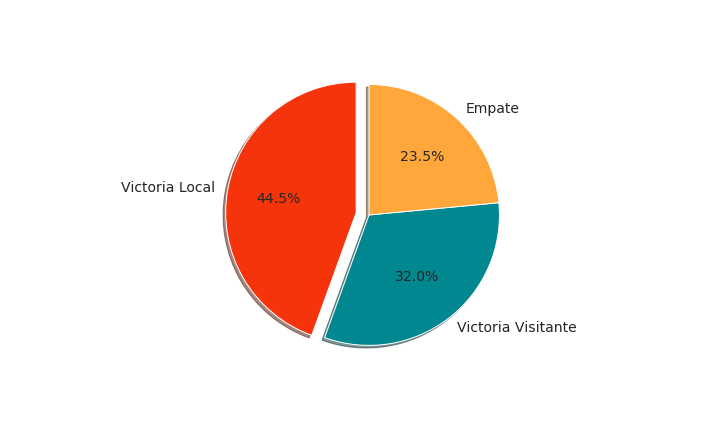 Empate
23.5%
Victoria Local
44.5%
32.0%
Victoria Visitante